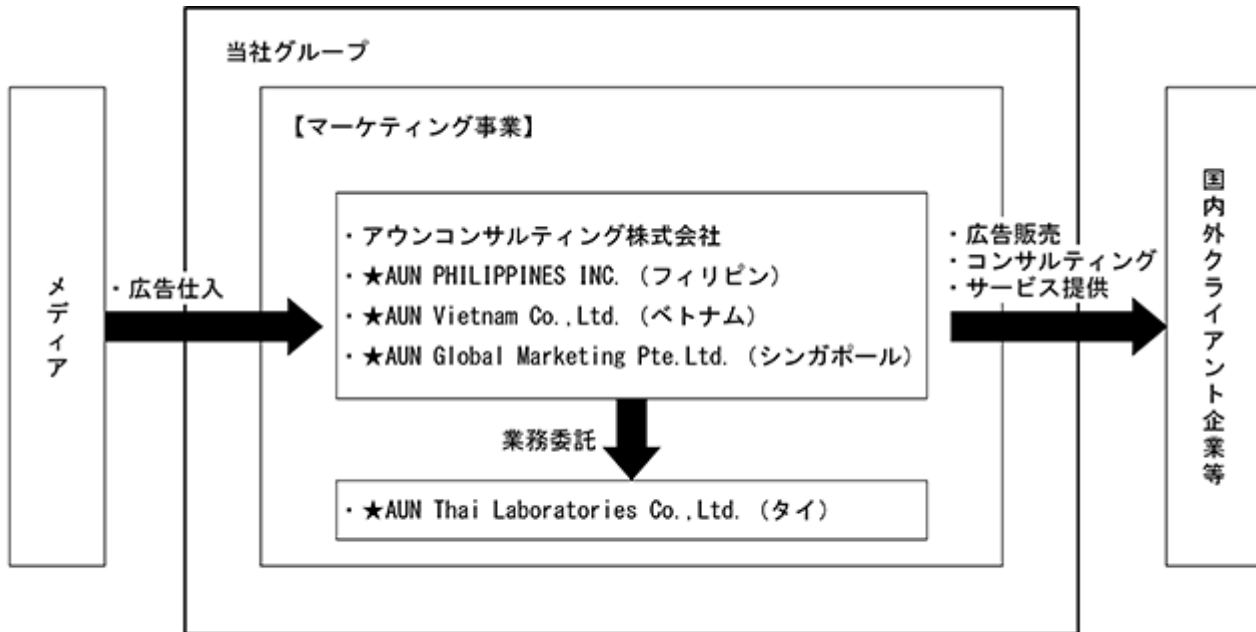 当社グループ
【マーケティング事業】
メディア
・広告仕入
・アウンコンサルティング株式会社
・★AUN PHILIPPINES INC.（フィリピン）
・★AUN Vietnam Co.,Ltd.（ベトナム）
・★AUN Global Marketing Pte.Ltd.（シンガポール）
業務委託
・★AUN Thai Laboratories Co.,Ltd.（タイ）
・広告販売
・コンサルティング
・サービス提供
国内外クライアント企業等